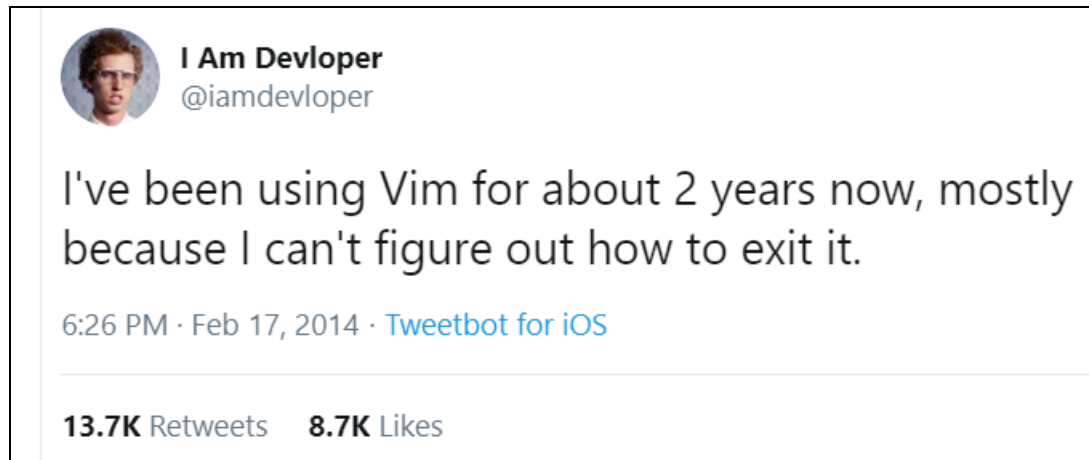 I Am Devloper
@iamdevloper
I've been using Vim for about 2 years now, mostly
because I can't figure out how to exit it.
6:26 PM · Feb 17, 2014 · Tweetbot for iOS
13.7K Retweets 8.7K Likes